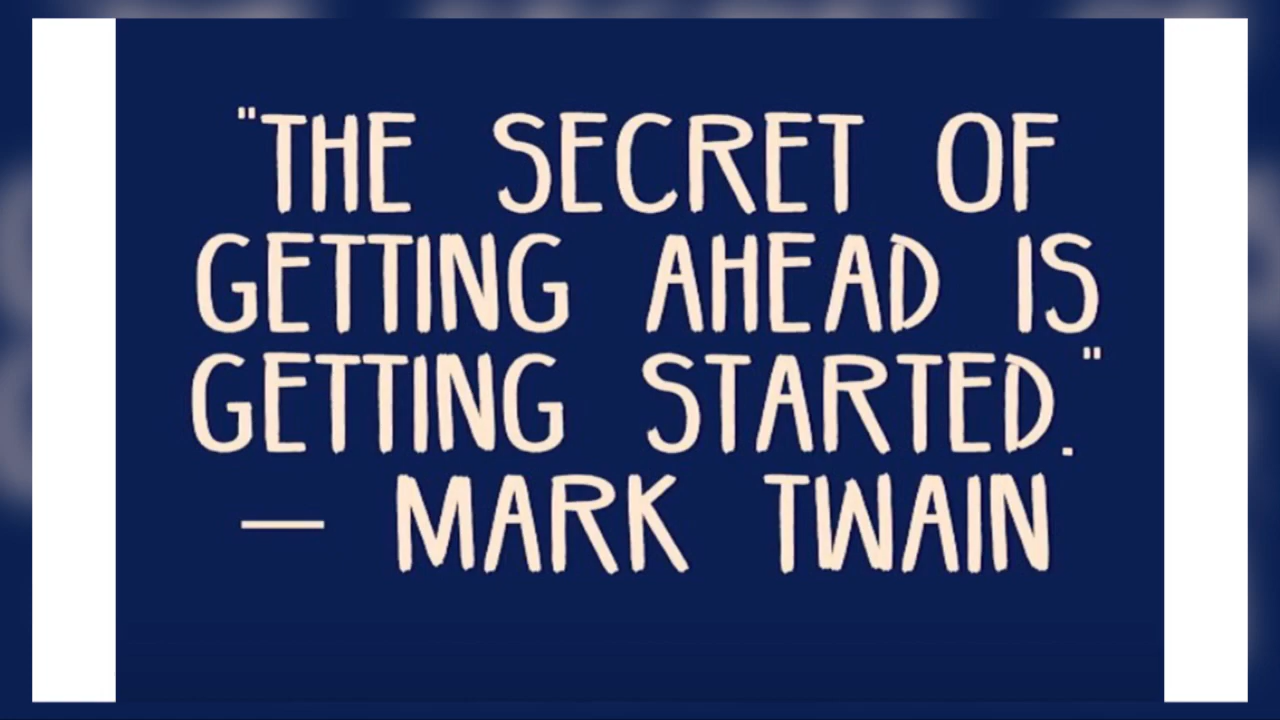 "THE SECRET OF
GETTING AHEAD IS
GETTING STARTED."
— MARK TWAIN